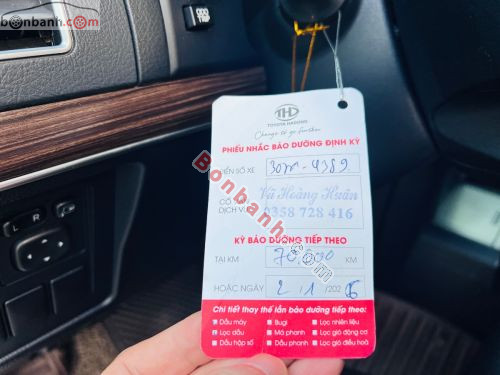 bonbanh.com
ODO
TRIP
L R
THD
TOYOTA HADONG
Change to go further
PHIẾU NHẮC BẢO DƯỠNG ĐỊNH KỲ
BIỂN SỐ XE 30M-4389
CỐ VẤN DỊCH VỤ Vũ Hoàng Huân
0358 728 416
Bonbanh.com
KỲ BẢO DƯỠNG TIẾP THEO
TẠI KM 70.000 KM
HOẶC NGÀY 2/1/2026
Chi tiết thay thế lần bảo dưỡng tiếp theo:
Dầu máy Bugi Lọc nhiên liệu
Lọc dầu Má phanh Lọc gió động cơ
Dầu hộp số Dầu phanh Lọc gió điều hoà